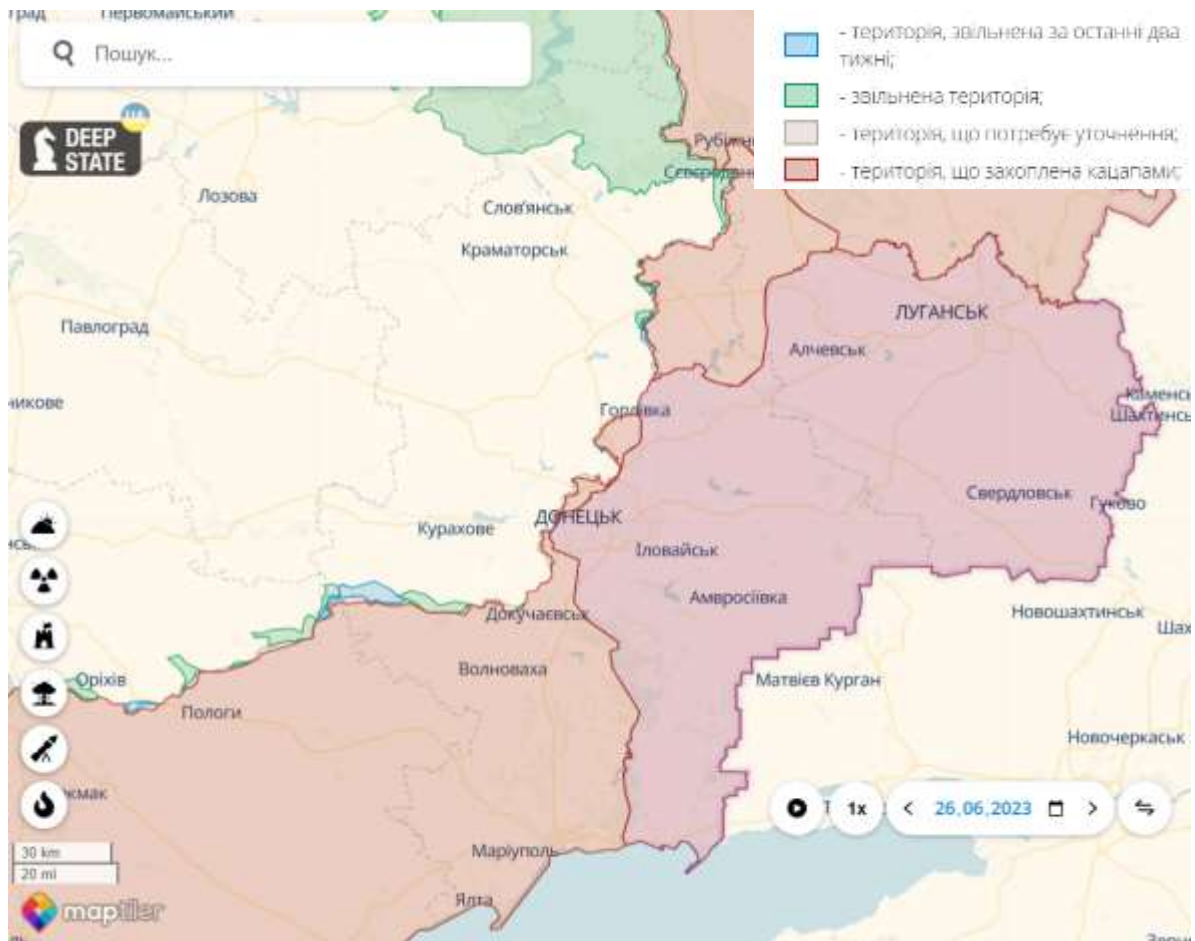 Первомайський
Пошук...
- територія, звільнена за останні два
тижні;
- звільнена територія;
- територія, що потребує уточнення;
- територія, що захоплена кацапами;
DEEP
STATE
Лозова
Слов'янськ
Краматорськ
Павлоград
ЛУГАНСЬК
Алчевськ
Горлівка
Свердловськ
Гуково
ДОНЕЦЬК
Курахове
Іловайськ
Амвросіївка
Новошахтинськ
Докучаєвськ
Волноваха
Оріхів
Матвієв Курган
Пологи
Новочеркаськ
1x
26.06.2023
30 km
20 mi
Маріуполь
Ялта
maptiler